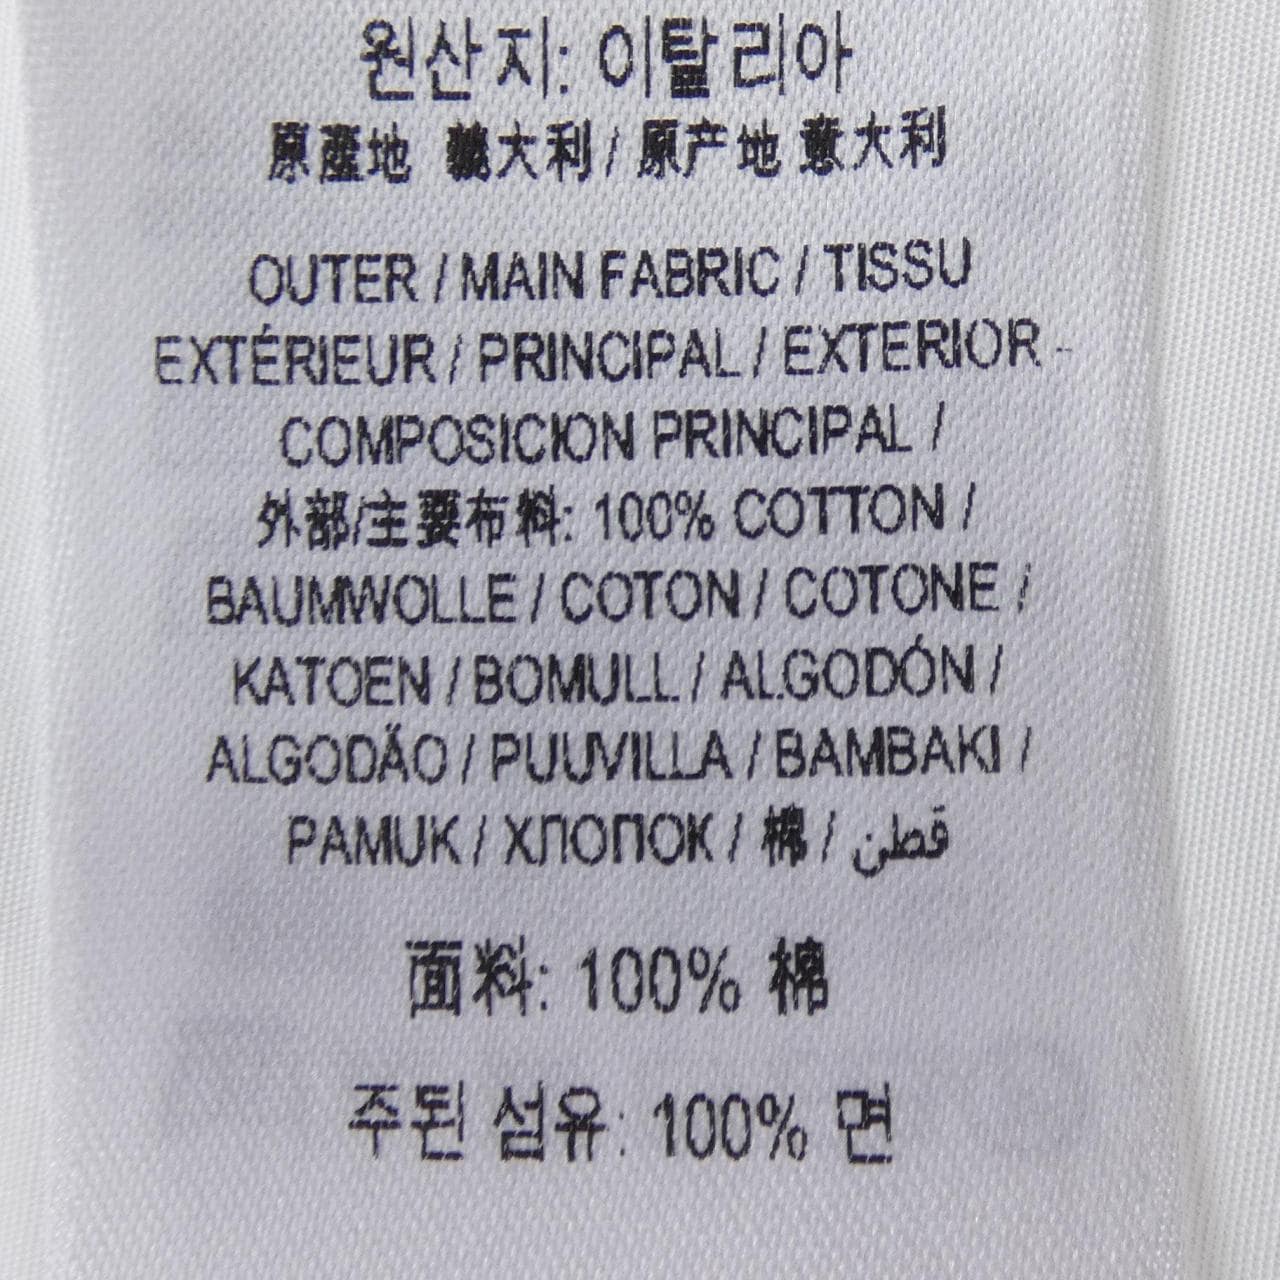 원산지: 이탈리아
原産地 義大利 / 原产地 意大利
OUTER / MAIN FABRIC / TISSU
EXTÉRIEUR / PRINCIPAL / EXTERIOR -
COMPOSICION PRINCIPAL /
外部/主要布料: 100% COTTON /
BAUMWOLLE / COTON / COTONE /
KATOEN / BOMULL / ALGODÓN /
ALGODÃO / PUUVILLA / BAMBAKI /
PAMUK / ХЛОПОК / 棉 / قطن
面料: 100% 棉
주된 섬유: 100% 면